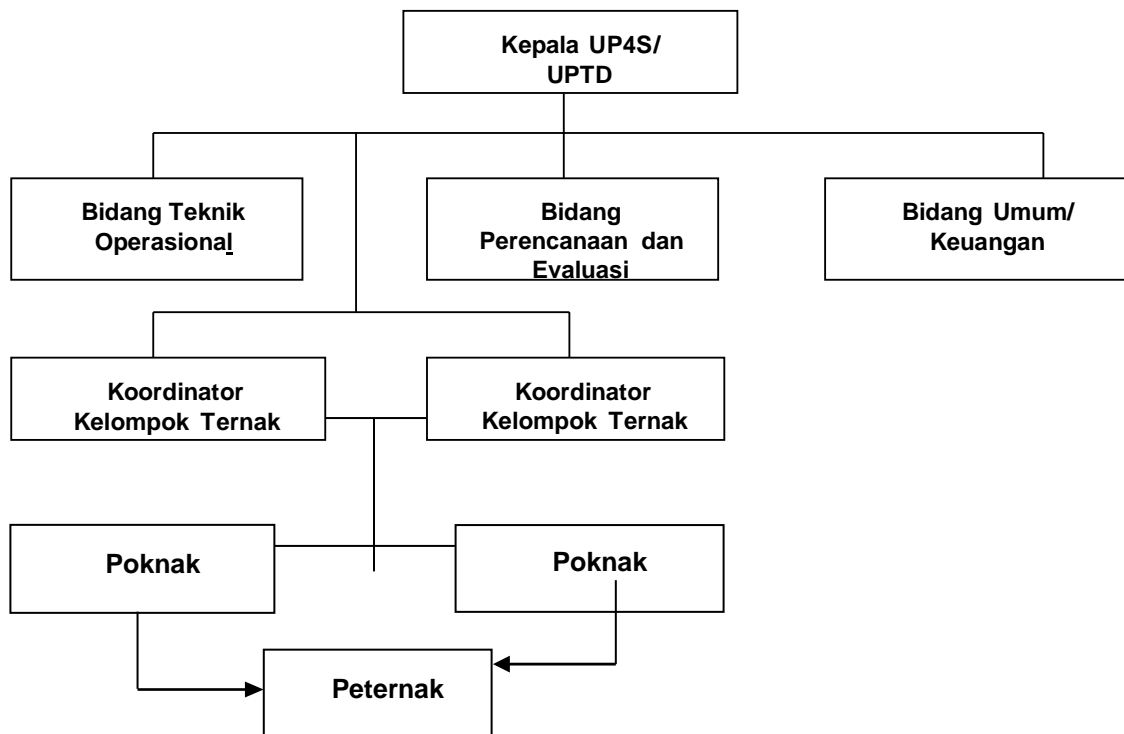 Kepala UP4S/
UPTD
Bidang Teknik
Operasional
Bidang
Perencanaan dan
Evaluasi
Bidang Umum/
Keuangan
Koordinator
Kelompok Ternak
Koordinator
Kelompok Ternak
Poknak
Poknak
Peternak